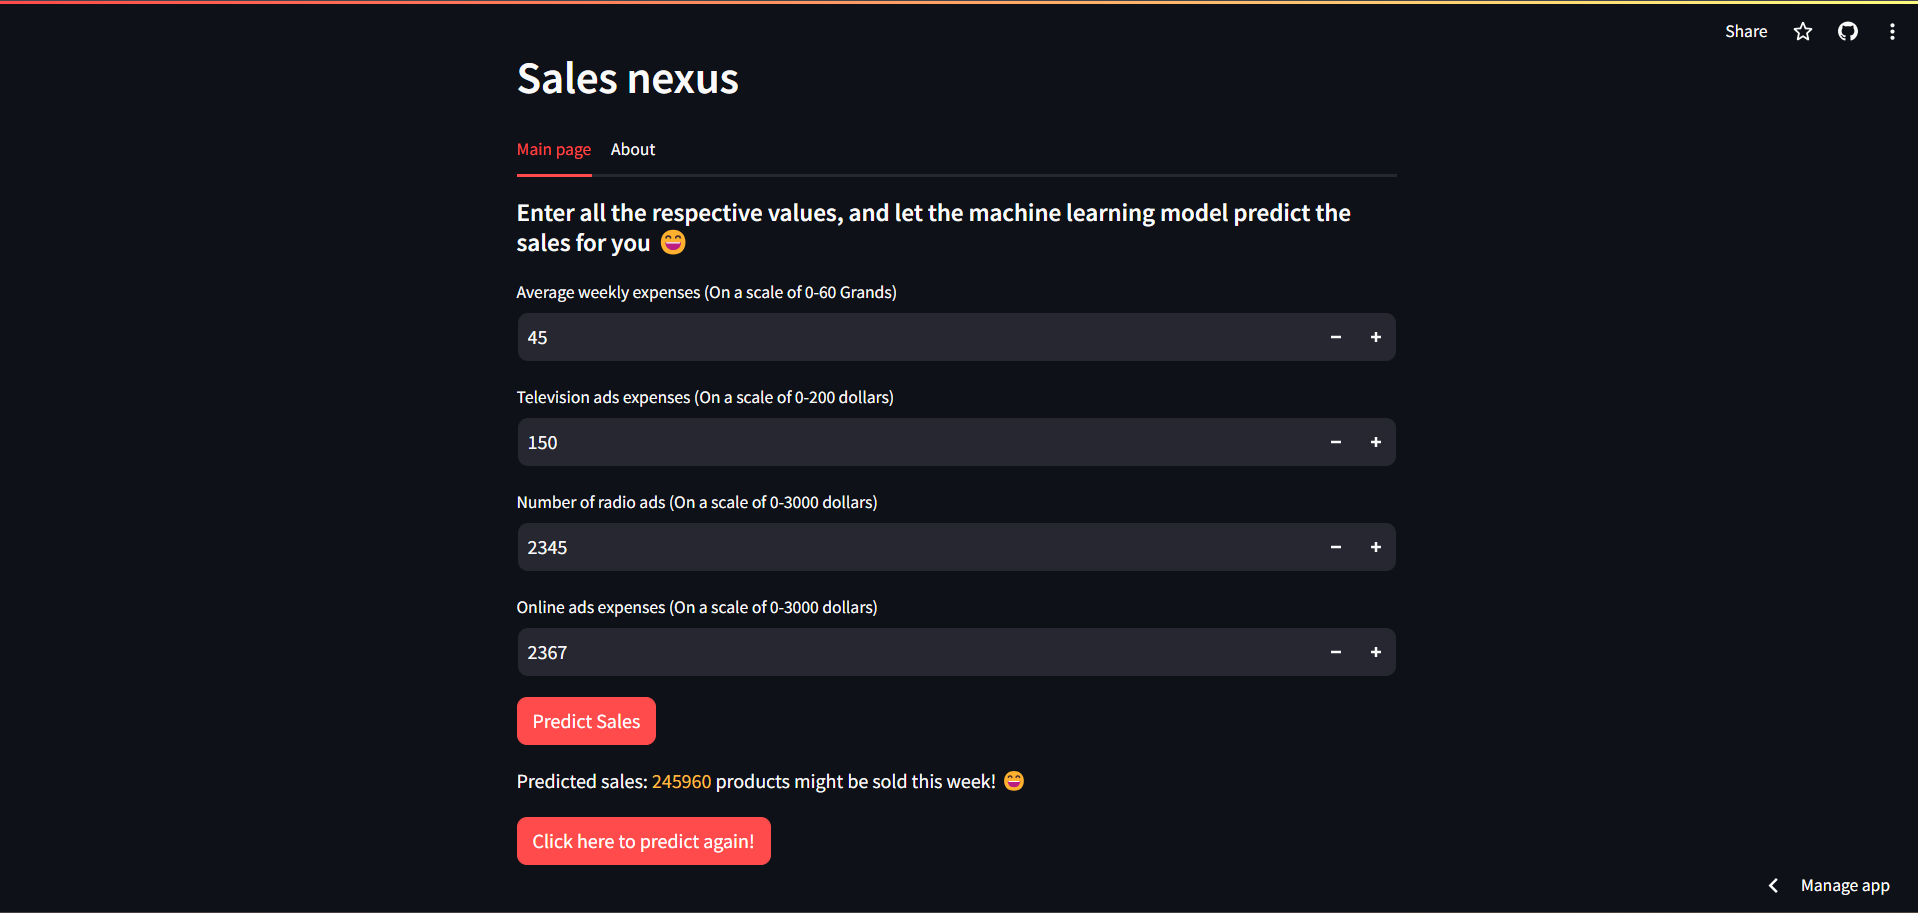 Share
Sales nexus
Main page
About
Enter all the respective values, and let the machine learning model predict the
sales for you 😄
Average weekly expenses (On a scale of 0-60 Grands)
45
Television ads expenses (On a scale of 0-200 dollars)
150
Number of radio ads (On a scale of 0-3000 dollars)
2345
Online ads expenses (On a scale of 0-3000 dollars)
2367
Predict Sales
Predicted sales: 245960 products might be sold this week! 😄
Click here to predict again!
Manage app